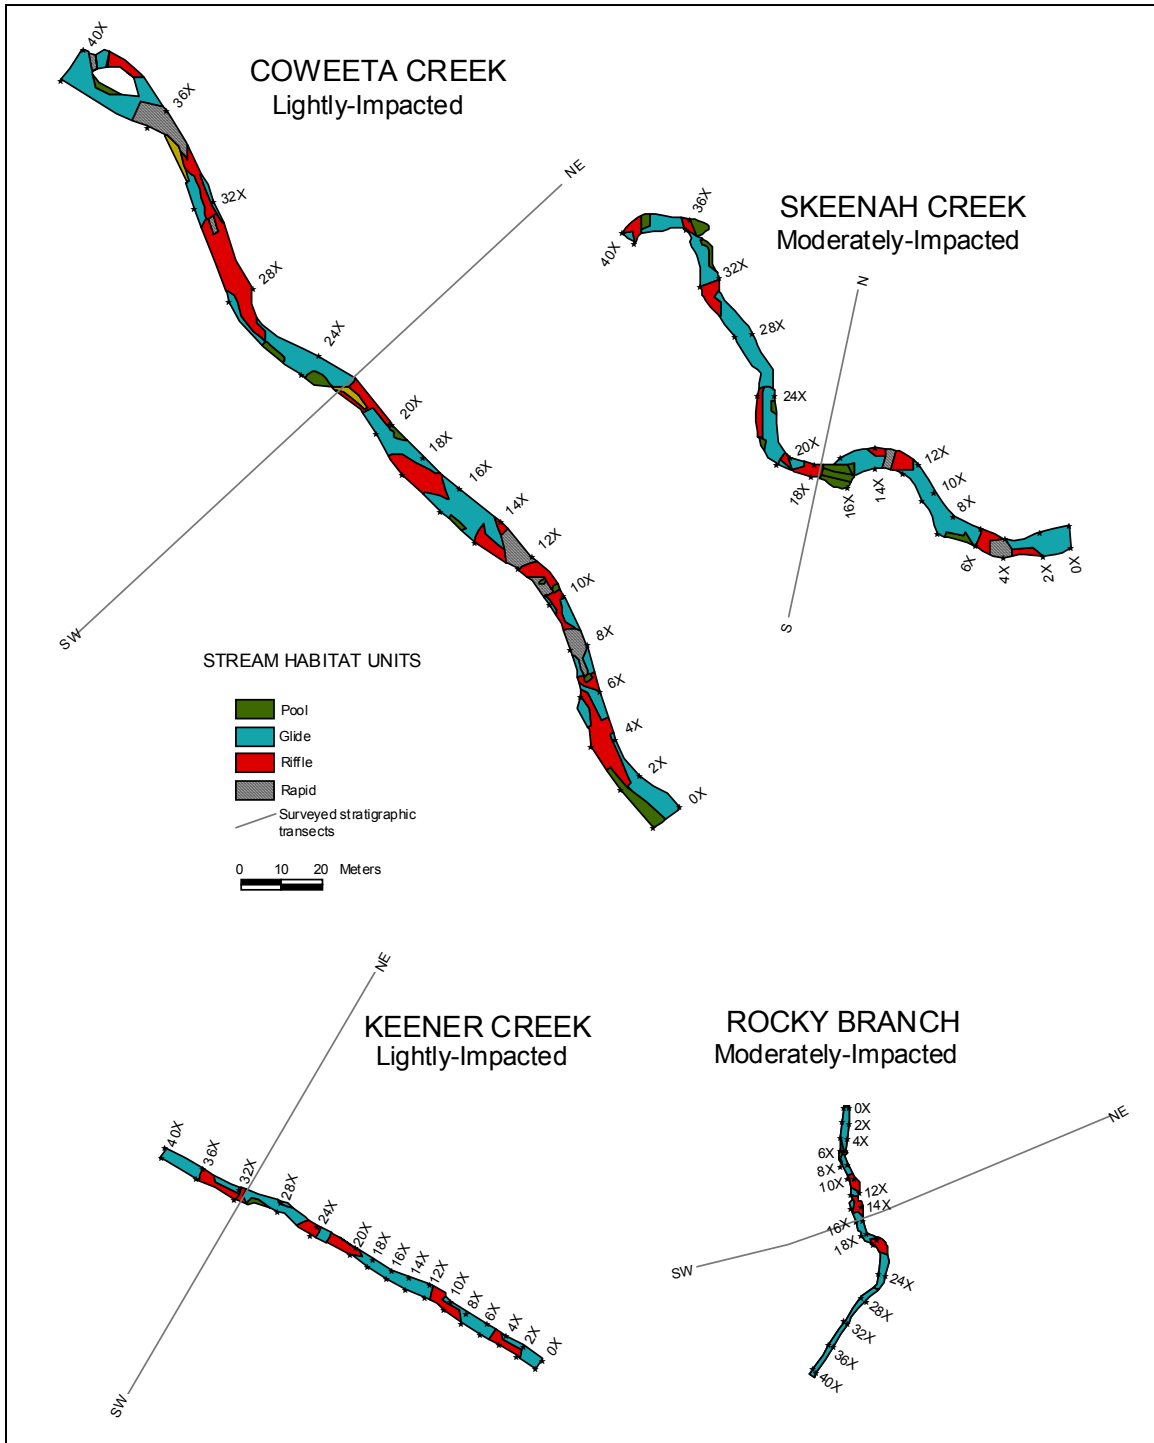 COWEETA CREEK
Lightly-Impacted
40X
36X
32X
28X
24X
20X
18X
16X
14X
12X
10X
8X
6X
4X
2X
0X
NE
SW
SKEENAH CREEK
Moderately-Impacted
40X
36X
32X
28X
24X
20X
18X
16X
14X
12X
10X
8X
6X
4X
2X
0X
N
S
STREAM HABITAT UNITS
Pool
Glide
Riffle
Rapid
Surveyed stratigraphic
transects
0 10 20 Meters
KEENER CREEK
Lightly-Impacted
NE
SW
40X
36X
32X
28X
24X
20X
18X
16X
14X
12X
10X
8X
6X
4X
2X
0X
ROCKY BRANCH
Moderately-Impacted
0X
2X
4X
6X
8X
10X
12X
14X
16X
18X
24X
28X
32X
36X
40X
NE
SW